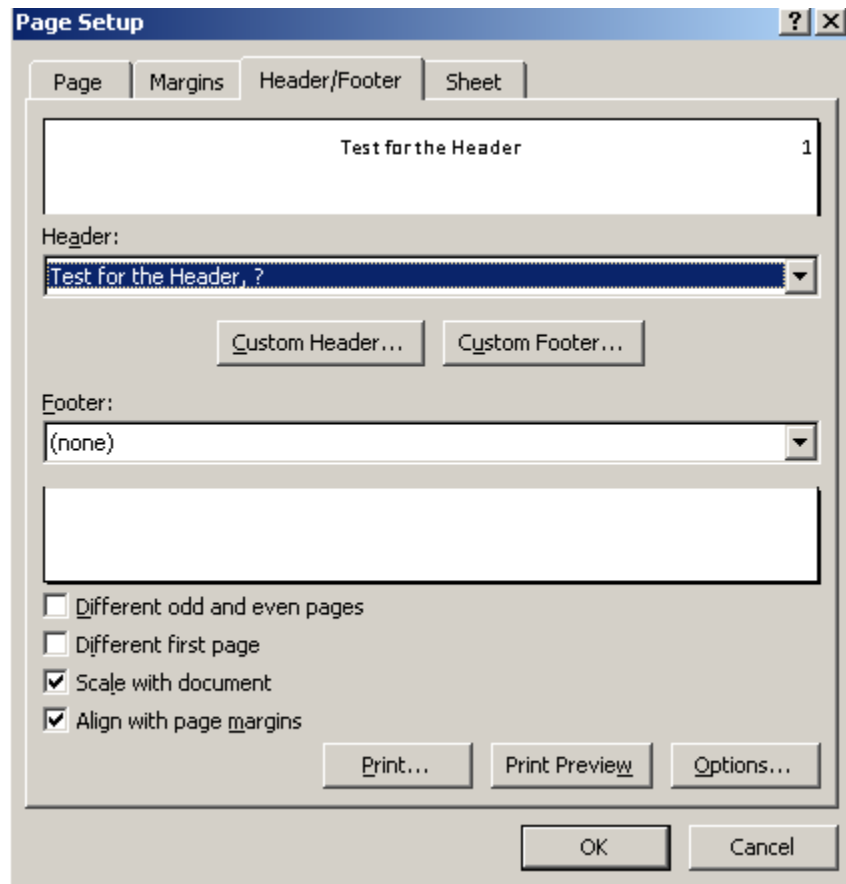 Page Setup
Page Margins Header/Footer Sheet
Test for the Header 1
Header:
Test for the Header, ?
Custom Header... Custom Footer...
Footer:
(none)
Different odd and even pages
Different first page
Scale with document
Align with page margins
Print... Print Preview Options...
OK Cancel